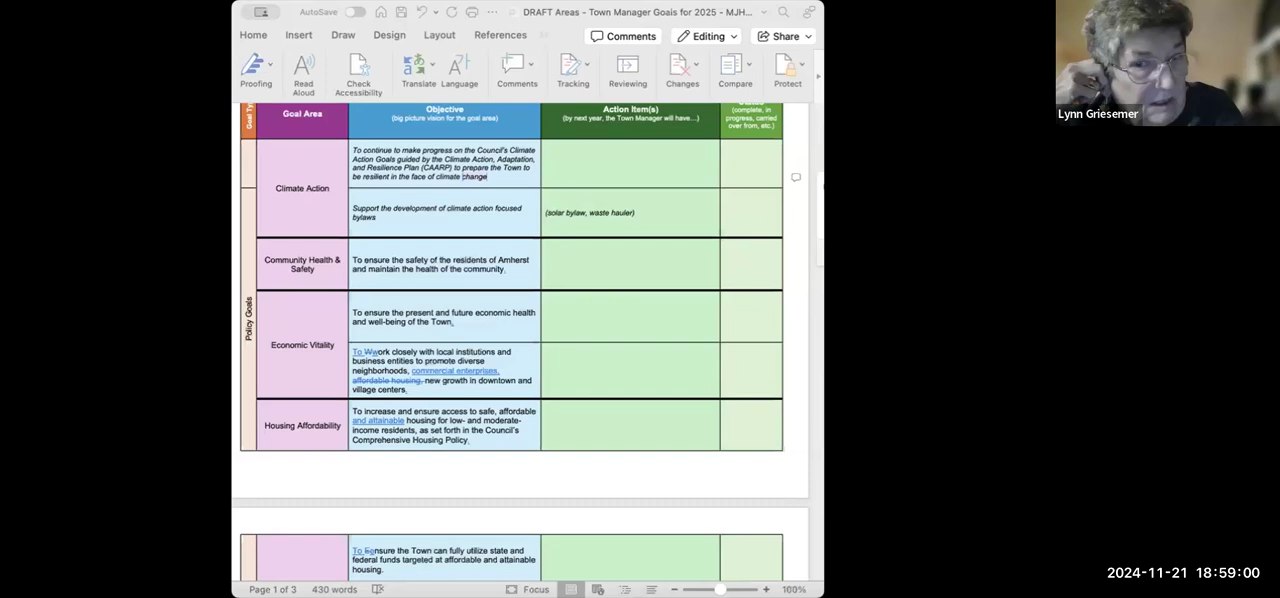 AutoSave
DRAFT Areas - Town Manager Goals for 2025 - MJH...
Home Insert Draw Design Layout References
Comments Editing Share
Proofing
Read Aloud
Check Accessibility
Translate
Language
Comments
Tracking
Reviewing
Changes
Compare
Protect
Lynn Griesemer
Goal Area
Objective
(big picture vision for the goal area)
Action Item(s)
(by next year, the Town Manager will have...)
(complete, in
progress, carried
over from, etc.)
Policy Goals
Climate Action
To continue to make progress on the Council's Climate
Action Goals guided by the Climate Action, Adaptation,
and Resilience Plan (CAARP) to prepare the Town to
be resilient in the face of climate change
Support the development of climate action focused
bylaws
(solar bylaw, waste hauler)
Community Health &
Safety
To ensure the safety of the residents of Amherst
and maintain the health of the community.
Economic Vitality
To ensure the present and future economic health
and well-being of the Town.
To Wwork closely with local institutions and
business entities to promote diverse
neighborhoods, commercial enterprises,
affordable housing, new growth in downtown and
village centers.
Housing Affordability
To increase and ensure access to safe, affordable
and attainable housing for low- and moderate-
income residents, as set forth in the Council's
Comprehensive Housing Policy.
To Eensure the Town can fully utilize state and
federal funds targeted at affordable and attainable
housing.
Page 1 of 3 430 words Focus 100%
2024-11-21 18:59:00